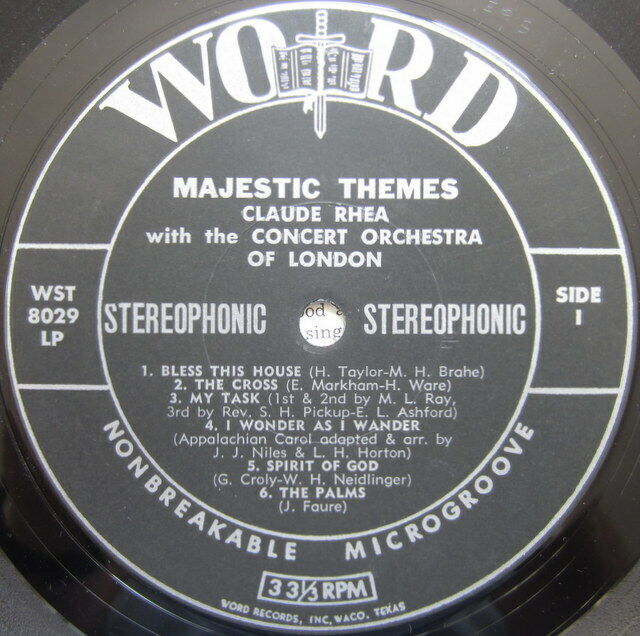 WORD
MAJESTIC THEMES
CLAUDE RHEA
with the CONCERT ORCHESTRA
OF LONDON
WST
8029
LP
SIDE
1
STEREOPHONIC STEREOPHONIC
sing
1. BLESS THIS HOUSE (H. Taylor-M. H. Brahe)
2. THE CROSS (E. Markham-H. Ware)
3. MY TASK (1st & 2nd by M. L. Ray,
3rd by Rev. S. H. Pickup-E. L. Ashford)
4. I WONDER AS I WANDER
(Appalachian Carol adapted & arr. by
J. J. Niles & L. H. Horton)
5. SPIRIT OF GOD
(G. Croly-W. H. Neidlinger)
6. THE PALMS
(J. Faure)
NONBREAKABLE MICROGROOVE
33⅓ RPM
WORD RECORDS, INC, WACO, TEXAS